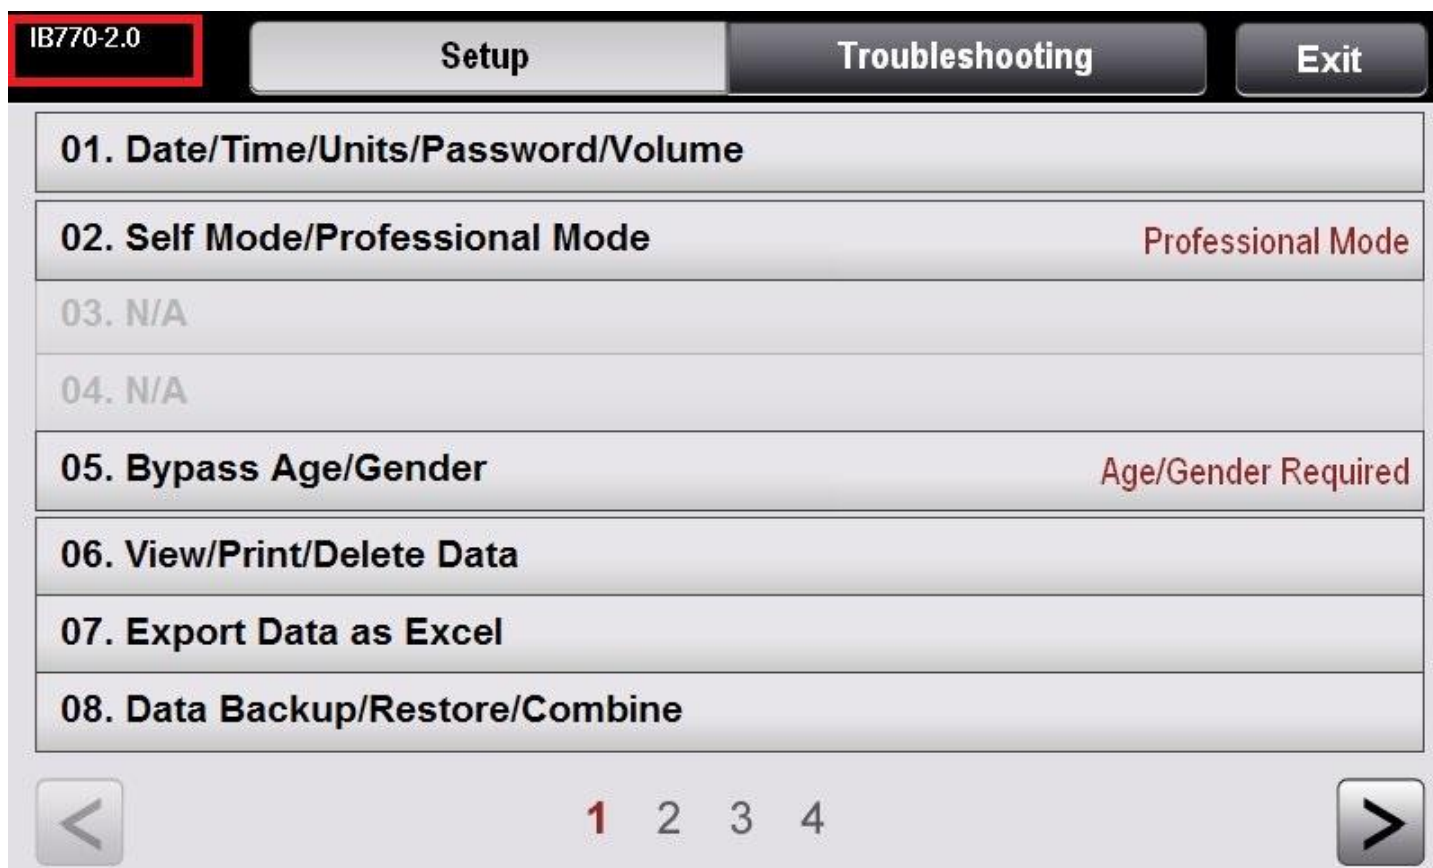 IB770-2.0
Setup
Troubleshooting
Exit
01. Date/Time/Units/Password/Volume
02. Self Mode/Professional Mode Professional Mode
03. N/A
04. N/A
05. Bypass Age/Gender Age/Gender Required
06. View/Print/Delete Data
07. Export Data as Excel
08. Data Backup/Restore/Combine
< 1 2 3 4 >